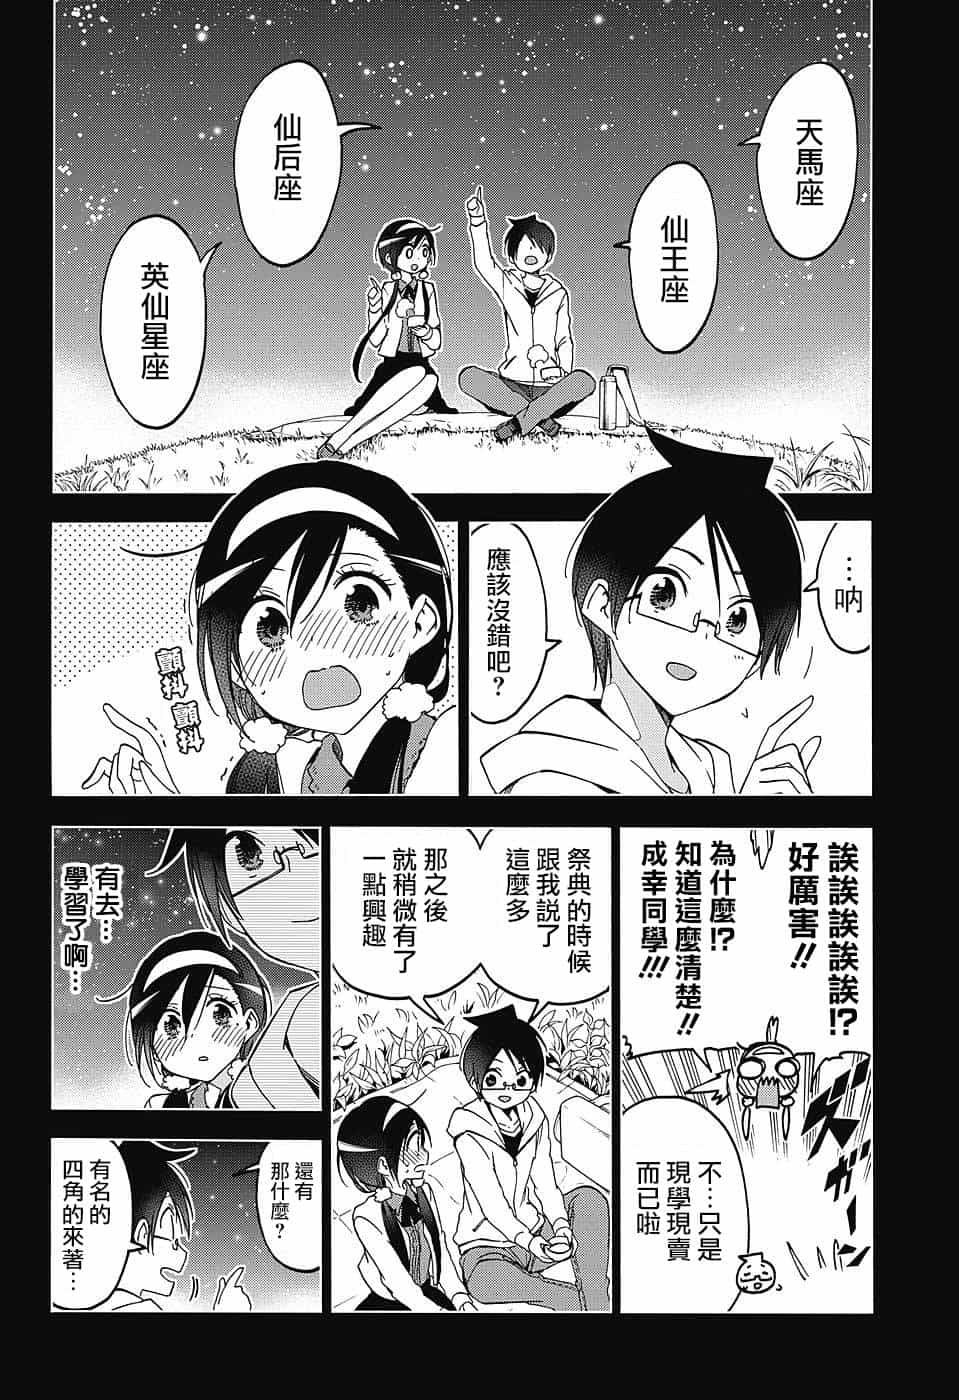 天馬座
仙王座
仙后座
英仙星座
…吶
應該沒錯吧？
顫抖
顫抖
誒誒誒誒誒!?
好厲害!!
為什麼!?
知道這麼清楚!!
成幸同學!!!
ズガーン
不…只是
現學現賣
而已啦
祭典的時候
跟我說了
這麼多
那之後
就稍微有了
一點興趣
有去…
學習了啊…
還有
那什麼？
有名的
四角的來著…